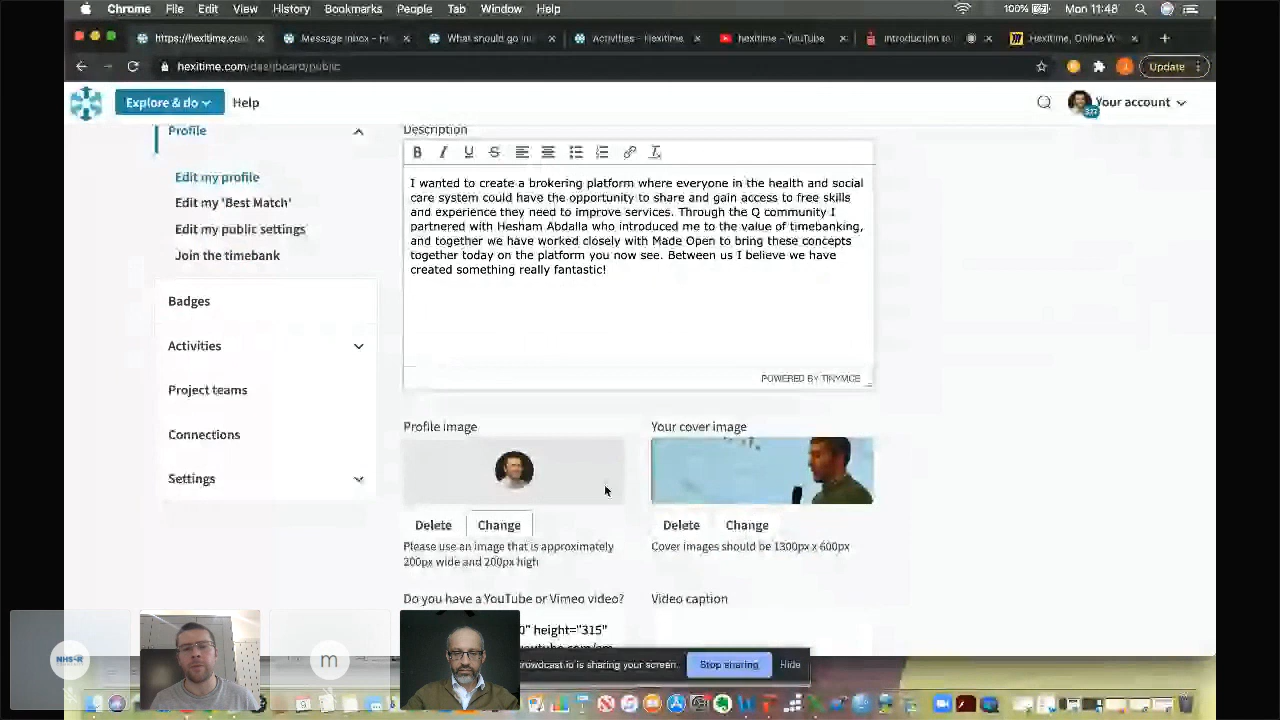 Chrome File Edit View History Bookmarks People Tab Window Help 100% Mon 11:48
https://hexitime.com Message Inbox - H What should go in Activities - Hexitime hexitime - YouTube introduction to Hexitime, Online W
hexitime.com/dashboard/public Update
Explore & do Help Your account
327
Profile
Edit my profile
Edit my 'Best Match'
Edit my public settings
Join the timebank
Badges
Activities
Project teams
Connections
Settings
Description
B I U S
I wanted to create a brokering platform where everyone in the health and social
care system could have the opportunity to share and gain access to free skills
and experience they need to improve services. Through the Q community I
partnered with Hesham Abdalla who introduced me to the value of timebanking,
and together we have worked closely with Made Open to bring these concepts
together today on the platform you now see. Between us I believe we have
created something really fantastic!
POWERED BY TINYMCE
Profile image Your cover image
Delete Change Delete Change
Please use an image that is approximately
200px wide and 200px high
Cover images should be 1300px x 600px
Do you have a YouTube or Vimeo video? Video caption
0" height="315"
crowdcast.io is sharing your screen. Stop sharing Hide
NHS-R
m